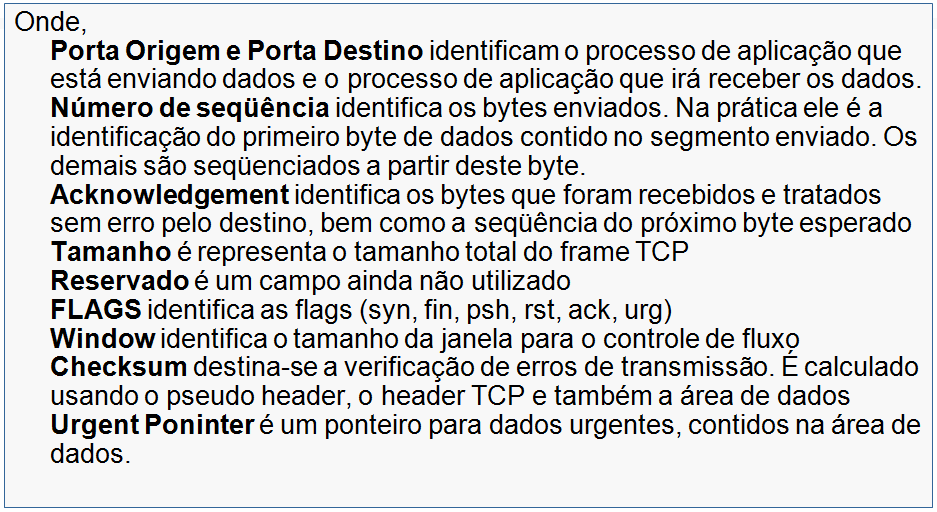 Onde,
Porta Origem e Porta Destino identificam o processo de aplicação que
está enviando dados e o processo de aplicação que irá receber os dados.
Número de seqüência identifica os bytes enviados. Na prática ele é a
identificação do primeiro byte de dados contido no segmento enviado. Os
demais são seqüenciados a partir deste byte.
Acknowledgement identifica os bytes que foram recebidos e tratados
sem erro pelo destino, bem como a seqüência do próximo byte esperado
Tamanho é representa o tamanho total do frame TCP
Reservado é um campo ainda não utilizado
FLAGS identifica as flags (syn, fin, psh, rst, ack, urg)
Window identifica o tamanho da janela para o controle de fluxo
Checksum destina-se a verificação de erros de transmissão. É calculado
usando o pseudo header, o header TCP e também a área de dados
Urgent Poninter é um ponteiro para dados urgentes, contidos na área de
dados.